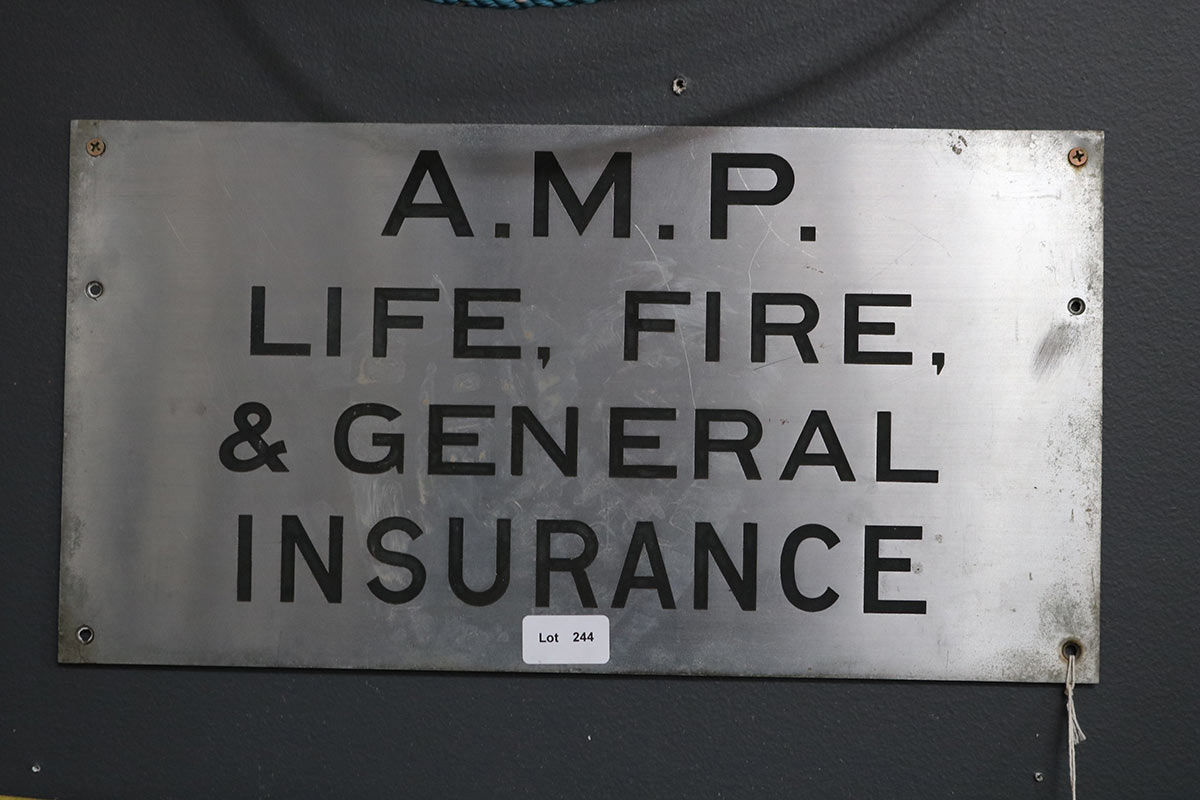 A.M.P.
LIFE, FIRE,
& GENERAL
INSURANCE
Lot 244